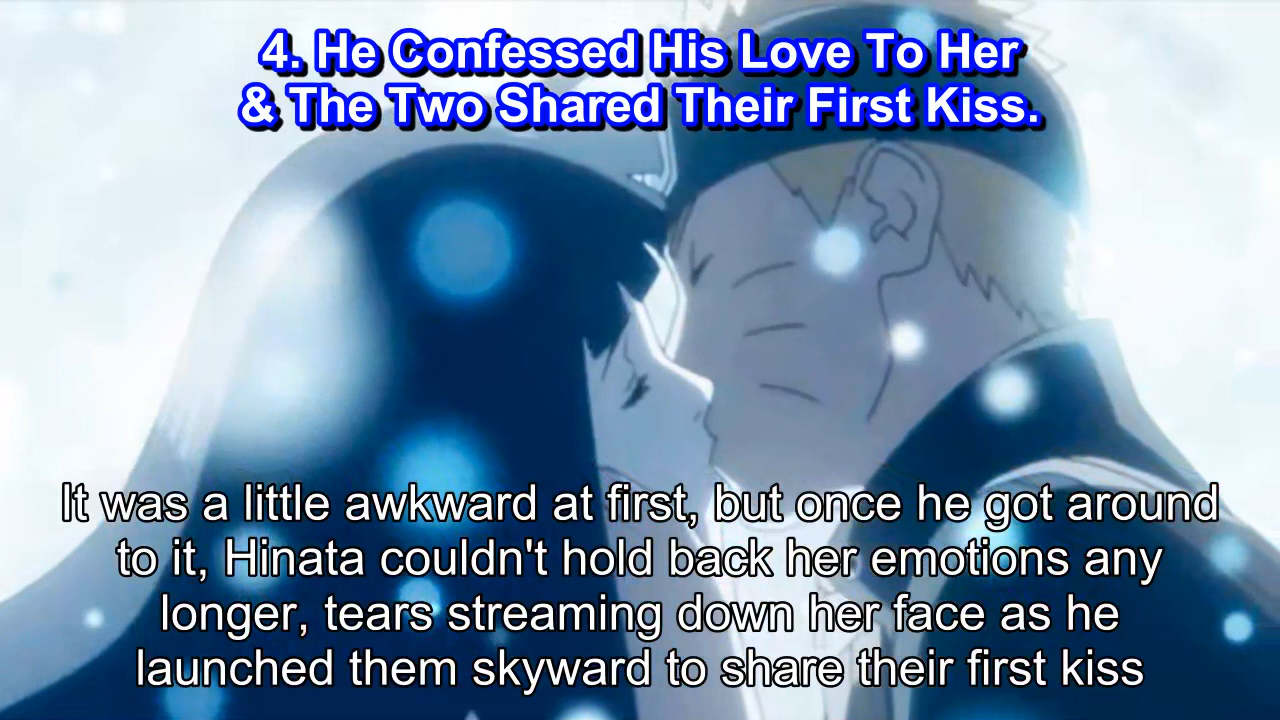 4. He Confessed His Love To Her
& The Two Shared Their First Kiss.
It was a little awkward at first, but once he got around
to it, Hinata couldn't hold back her emotions any
longer, tears streaming down her face as he
launched them skyward to share their first kiss